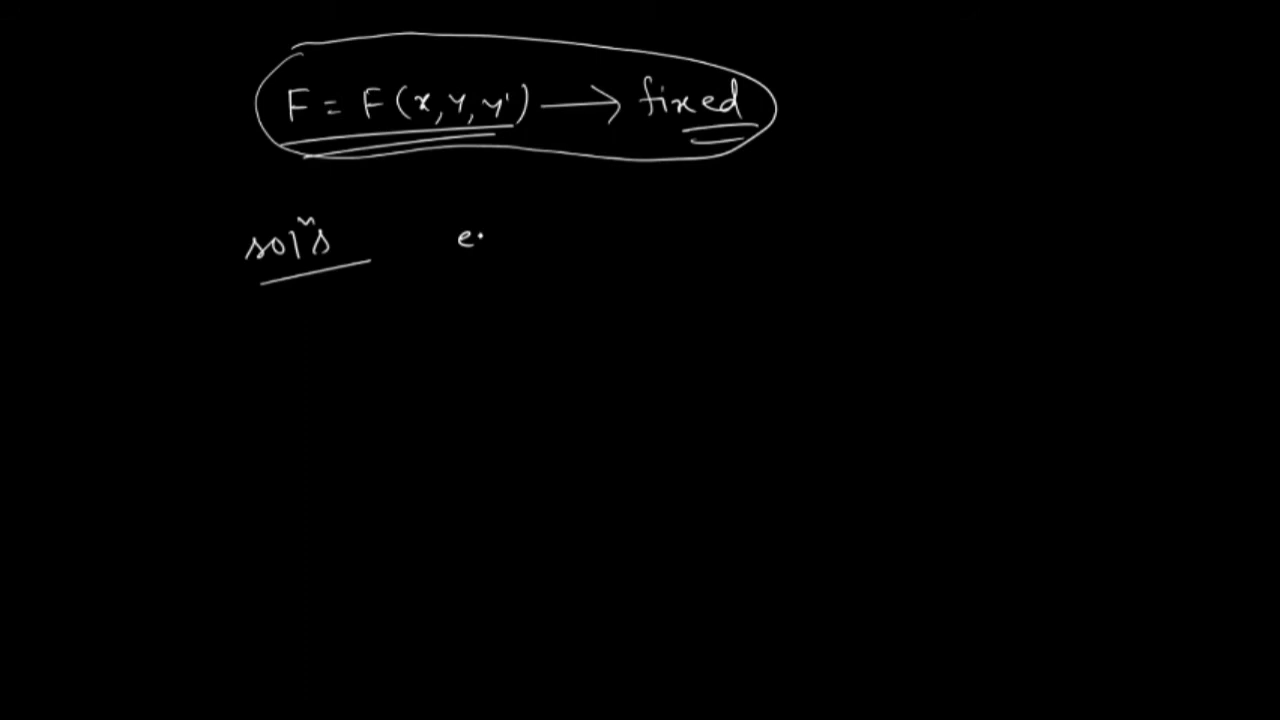 F = F(x, y, y') → fixed
solⁿs e.